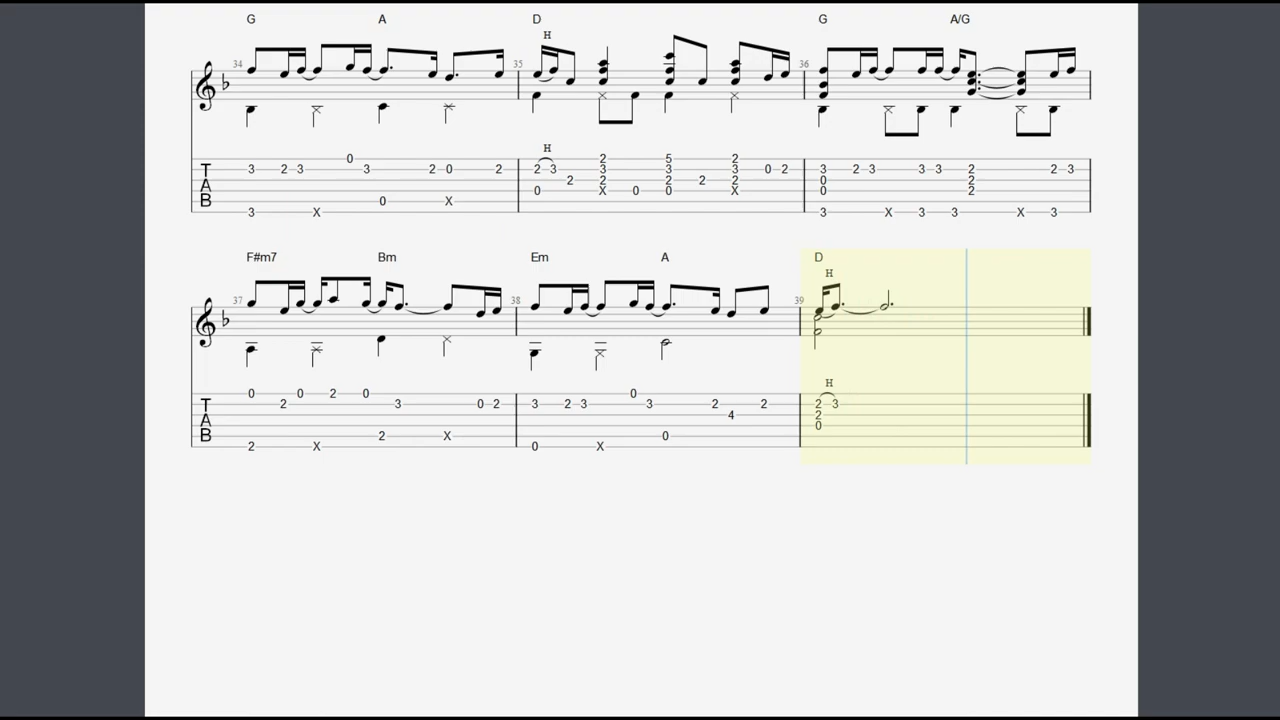 G A D G A/G
H
34 35 36
H
0 2 5 2
3 2 3 3 2 3 3 2 0 2 2 3 3 3 0 2 3 2 3 3 3 2 2 3
T
2 2 2 2 2 0 2
A
0 X 0 0 X 0 2
B
0 X
3 X 3 X 3 3 X 3
F#m7 Bm Em A D
H
37 38 39
H
0 0 2 0 0
T
2 3 0 2 3 2 3 3 2 2 2 3
4 2
A
0
B
2 X 0
2 X 0 X